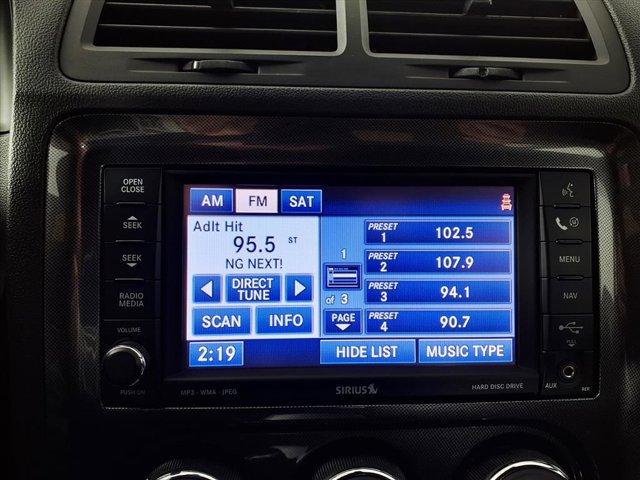 OPEN
CLOSE
SEEK
SEEK
RADIO
MEDIA
VOLUME
PUSH ON
AM FM SAT
Adlt Hit
95.5 ST
NG NEXT!
DIRECT
TUNE
SCAN INFO
2:19
1
of 3
PAGE
PRESET
1 102.5
PRESET
2 107.9
PRESET
3 94.1
PRESET
4 90.7
HIDE LIST MUSIC TYPE
MENU
NAV
PULL
AUX RER
MP3 • WMA • JPEG
SIRIUS
HARD DISC DRIVE